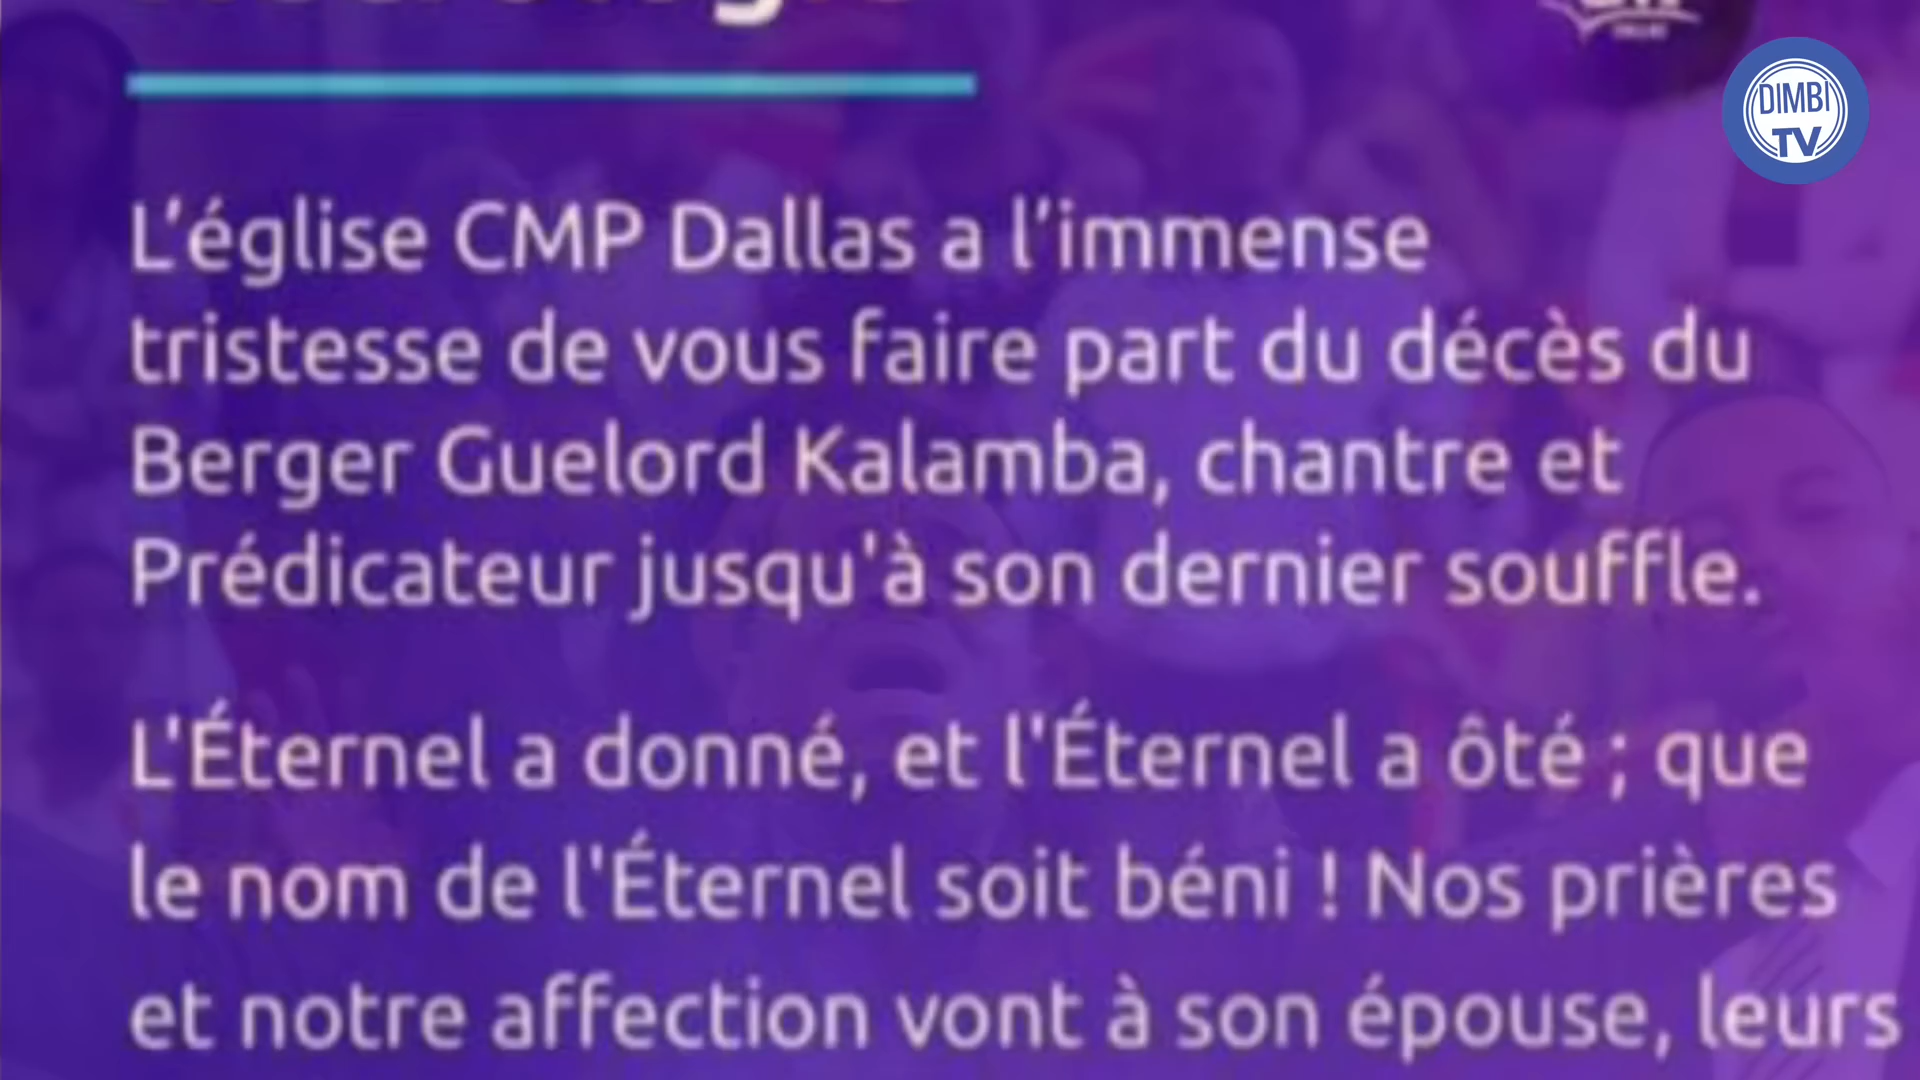 DIMBI
TV
L’église CMP Dallas a l’immense
tristesse de vous faire part du décès du
Berger Guelord Kalamba, chantre et
Prédicateur jusqu'à son dernier souffle.
L'Éternel a donné, et l'Éternel a ôté ; que
le nom de l'Éternel soit béni ! Nos prières
et notre affection vont à son épouse, leurs